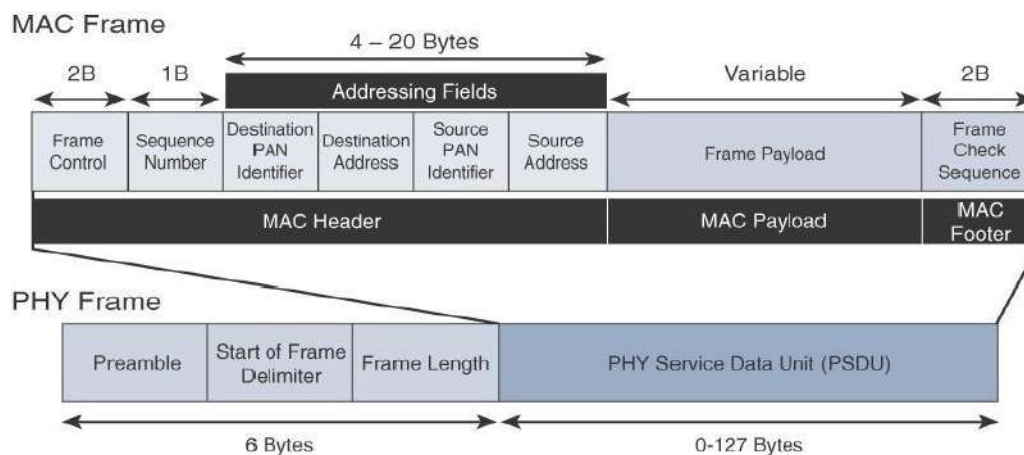 MAC Frame
4 – 20 Bytes
2B
1B
Addressing Fields
Variable
2B
Frame
Control
Sequence
Number
Destination
PAN
Identifier
Destination
Address
Source
PAN
Identifier
Source
Address
Frame Payload
Frame
Check
Sequence
MAC Header
MAC Payload
MAC
Footer
PHY Frame
Preamble
Start of Frame
Delimiter
Frame Length
PHY Service Data Unit (PSDU)
6 Bytes
0-127 Bytes